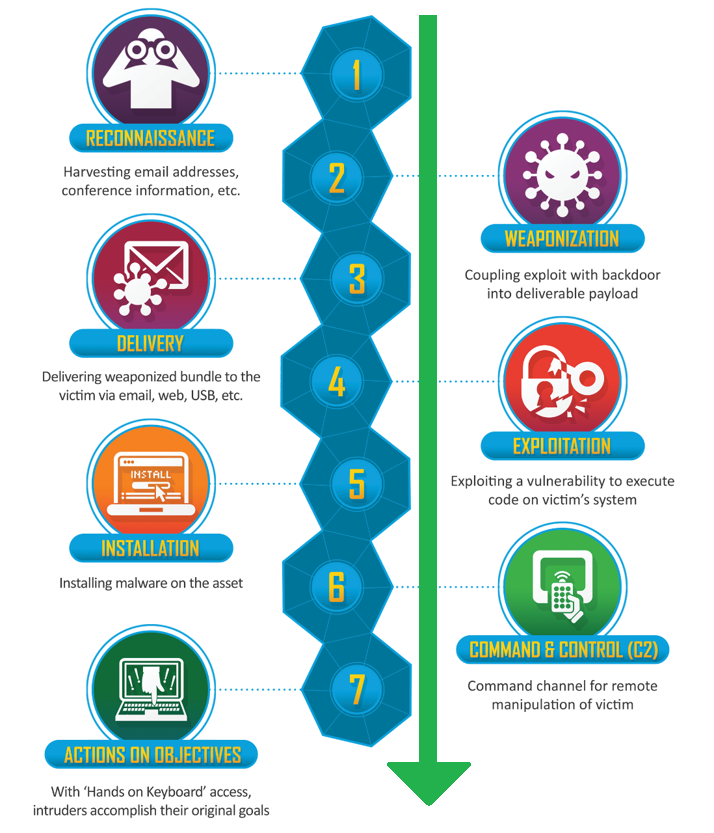 1
RECONNAISSANCE
Harvesting email addresses,
conference information, etc.
2
WEAPONIZATION
Coupling exploit with backdoor
into deliverable payload
3
DELIVERY
Delivering weaponized bundle to the
victim via email, web, USB, etc.
4
EXPLOITATION
Exploiting a vulnerability to execute
code on victim's system
5
INSTALL
INSTALLATION
Installing malware on the asset
6
COMMAND & CONTROL (C2)
Command channel for remote
manipulation of victim
7
ACTIONS ON OBJECTIVES
With ‘Hands on Keyboard’ access,
intruders accomplish their original goals